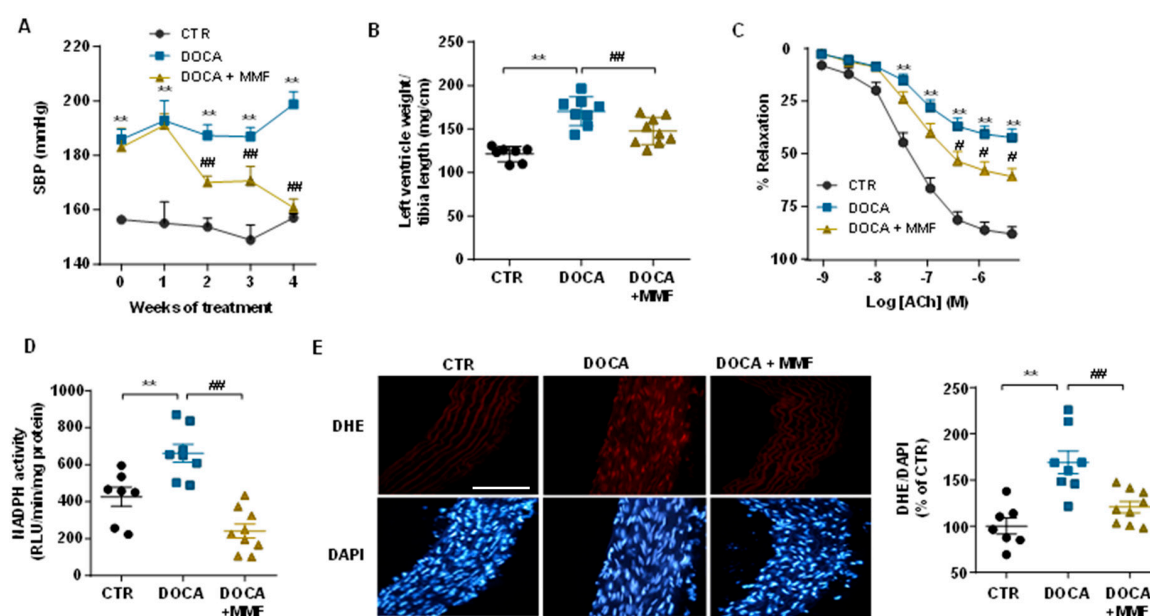 A
CTR
DOCA
DOCA + MMF
220
200
180
160
140
SBP (mmHg)
**
**
**
**
**
##
##
##
0 1 2 3 4
Weeks of treatment
B
**
##
250
200
150
100
50
0
Left ventricle weight/
tibia length (mg/cm)
CTR
DOCA
DOCA
+MMF
C
0
25
50
75
100
% Relaxation
**
**
**
**
**
#
#
#
CTR
DOCA
DOCA + MMF
-9 -8 -7 -6
Log [ACh] (M)
D
**
##
1000
800
600
400
200
0
NADPH activity
(RLU/min/mg protein)
CTR
DOCA
DOCA
+MMF
E
CTR
DOCA
DOCA + MMF
DHE
DAPI
**
##
250
200
150
100
50
DHE/DAPI
(% of CTR)
CTR
DOCA
DOCA
+MMF